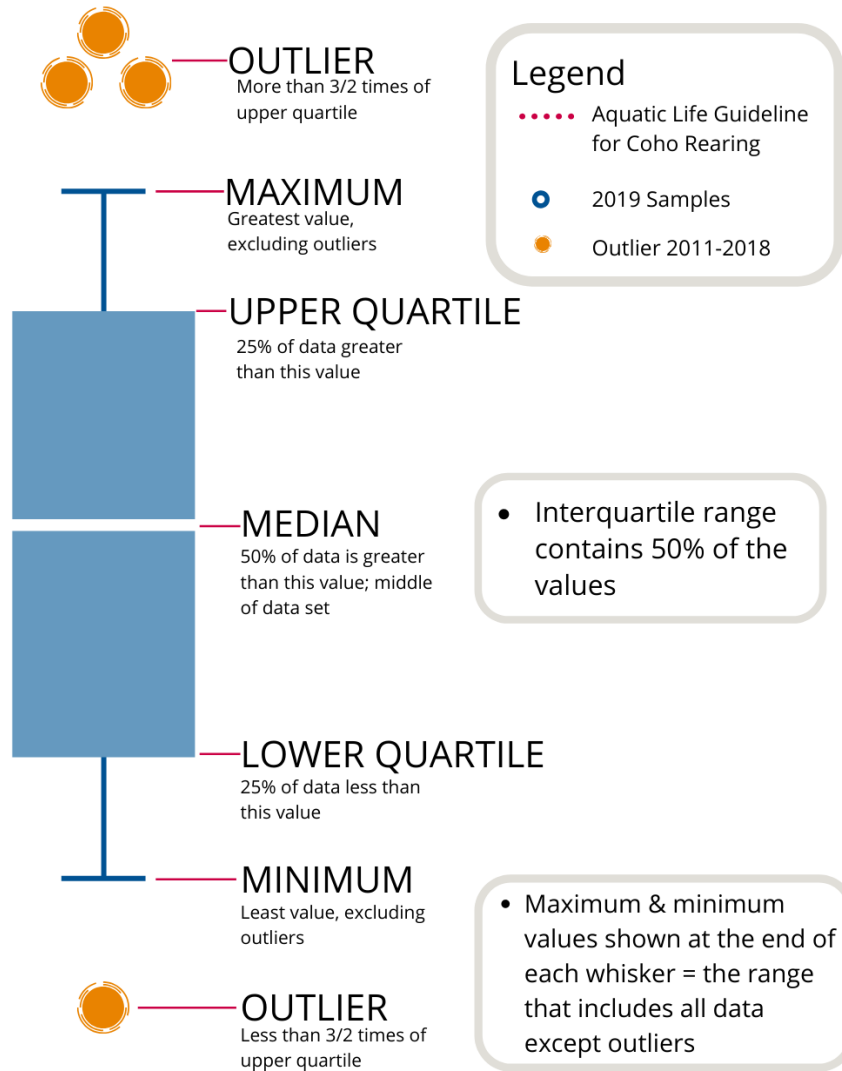 OUTLIER
More than 3/2 times of
upper quartile
MAXIMUM
Greatest value,
excluding outliers
UPPER QUARTILE
25% of data greater
than this value
MEDIAN
50% of data is greater
than this value; middle
of data set
LOWER QUARTILE
25% of data less than
this value
MINIMUM
Least value, excluding
outliers
OUTLIER
Less than 3/2 times of
upper quartile
Legend
Aquatic Life Guideline
for Coho Rearing
2019 Samples
Outlier 2011-2018
• Interquartile range
contains 50% of the
values
• Maximum & minimum
values shown at the end of
each whisker = the range
that includes all data
except outliers